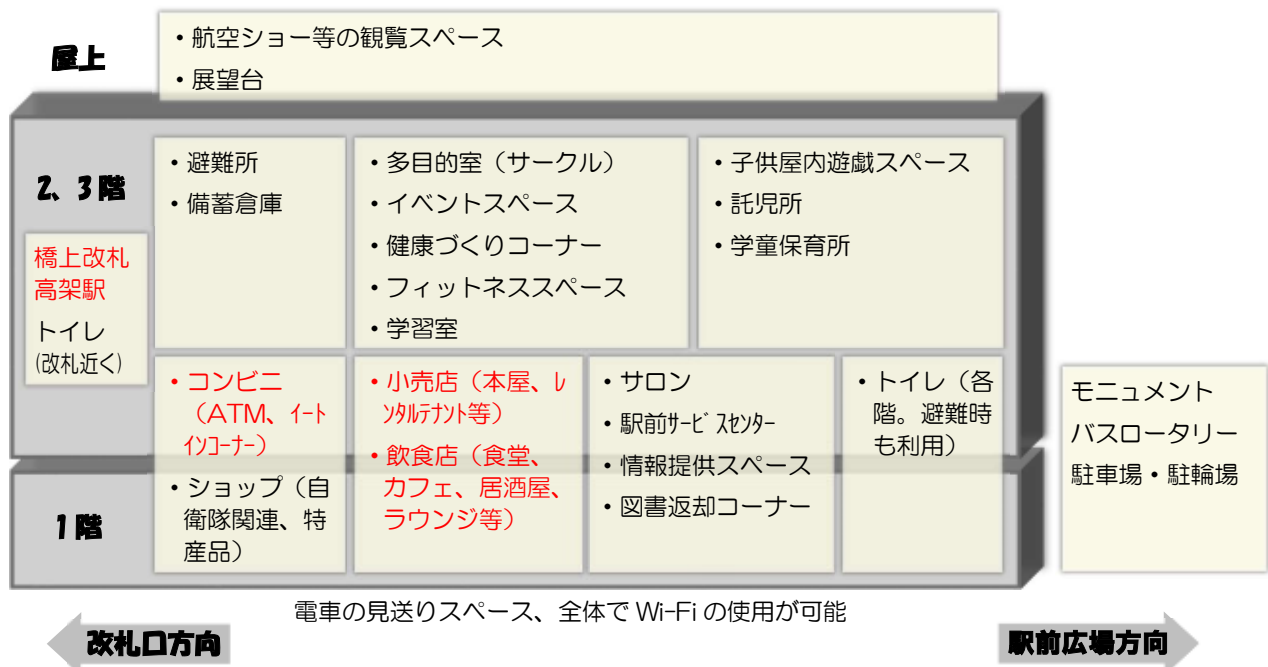 屋上
・航空ショー等の観覧スペース
・展望台
2、3階
橋上改札
高架駅
トイレ
(改札近く)
・避難所
・備蓄倉庫
・多目的室（サークル）
・イベントスペース
・健康づくりコーナー
・フィットネススペース
・学習室
・子供屋内遊戯スペース
・託児所
・学童保育所
・コンビニ
（ATM、ｲｰﾄ
ｲﾝｺｰﾅｰ）
・ショップ（自
衛隊関連、特
産品）
・小売店（本屋、ﾚ
ﾝﾀﾙﾃﾅﾝﾄ等）
・飲食店（食堂、
カフェ、居酒屋、
ラウンジ等）
・サロン
・駅前ｻｰﾋﾞｽｾﾝﾀｰ
・情報提供スペース
・図書返却コーナー
・トイレ（各
階。避難時
も利用）
1階
モニュメント
バスロータリー
駐車場・駐輪場
電車の見送りスペース、全体で Wi-Fi の使用が可能
改札口方向
駅前広場方向